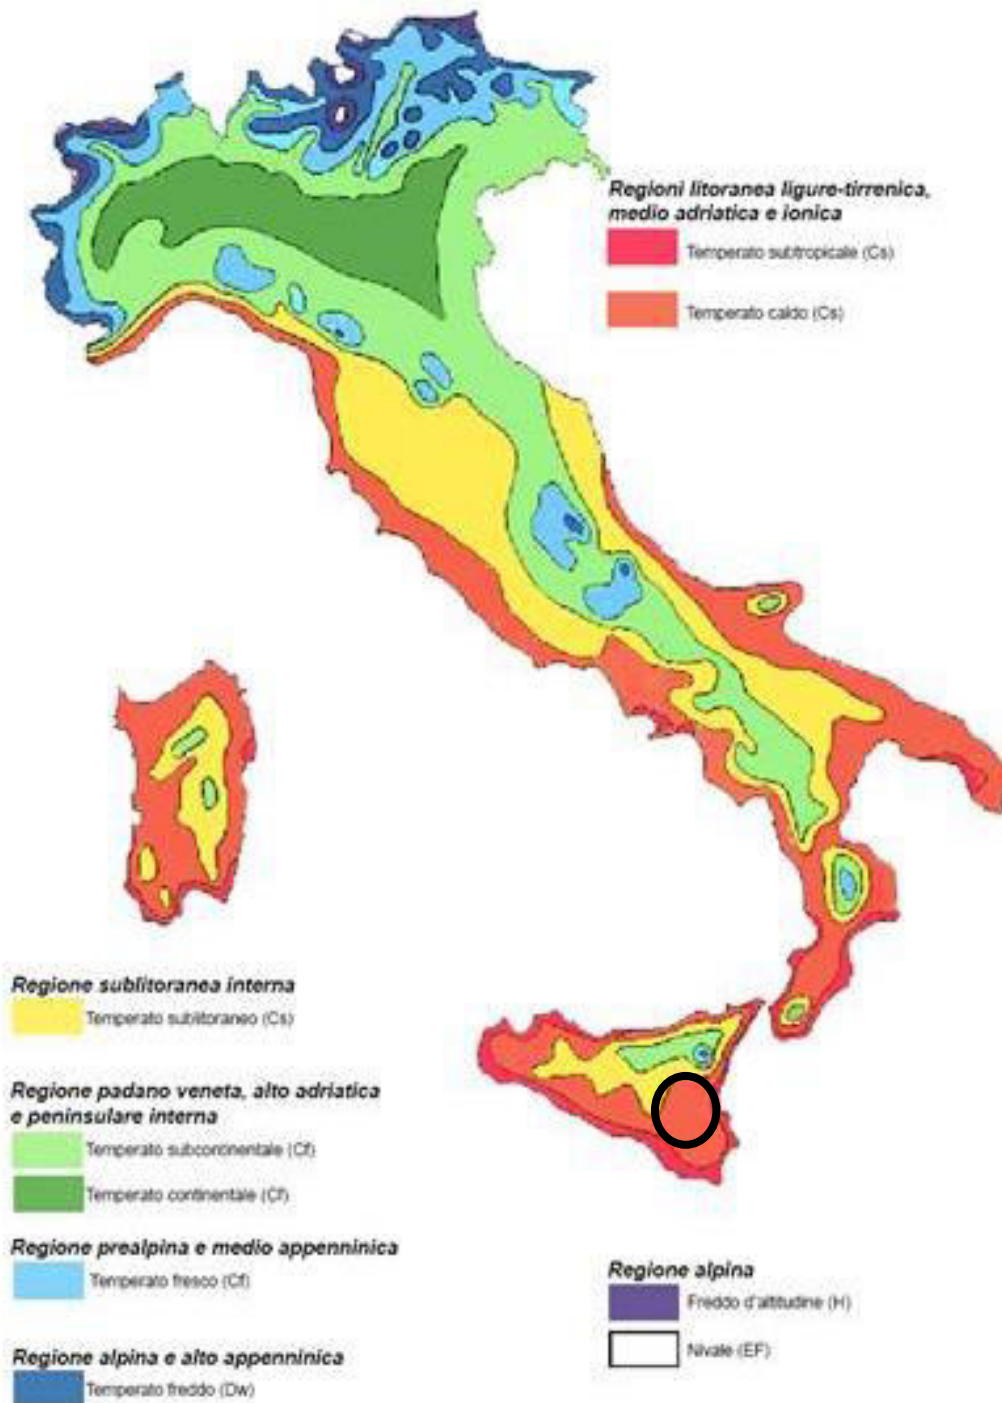 Regioni litoranea ligure-tirrenica,
medio adriatica e ionica
Temperato subtropicale (Cs)
Temperato caldo (Cs)
Regione sublitoranea interna
Temperato sublitoraneo (Cs)
Regione padano veneta, alto adriatica
e peninsulare interna
Temperato subcontinentale (Cf)
Temperato continentale (Cf)
Regione prealpina e medio appenninica
Temperato fresco (Cf)
Regione alpina e alto appenninica
Temperato freddo (Dw)
Regione alpina
Freddo d'altitudine (H)
Nivale (EF)